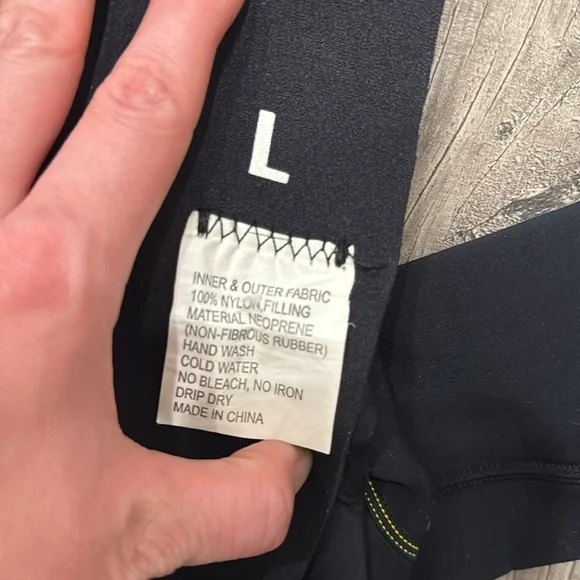 L
INNER & OUTER FABRIC
100% NYLON,FILLING
MATERIAL NEOPRENE
(NON-FIBROUS RUBBER)
HAND WASH
COLD WATER
NO BLEACH, NO IRON
DRIP DRY
MADE IN CHINA